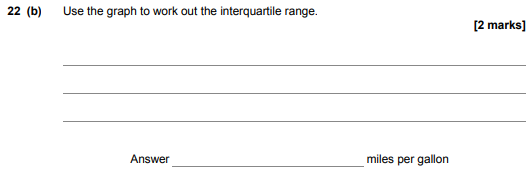 22 (b) Use the graph to work out the interquartile range.
[2 marks]
Answer miles per gallon